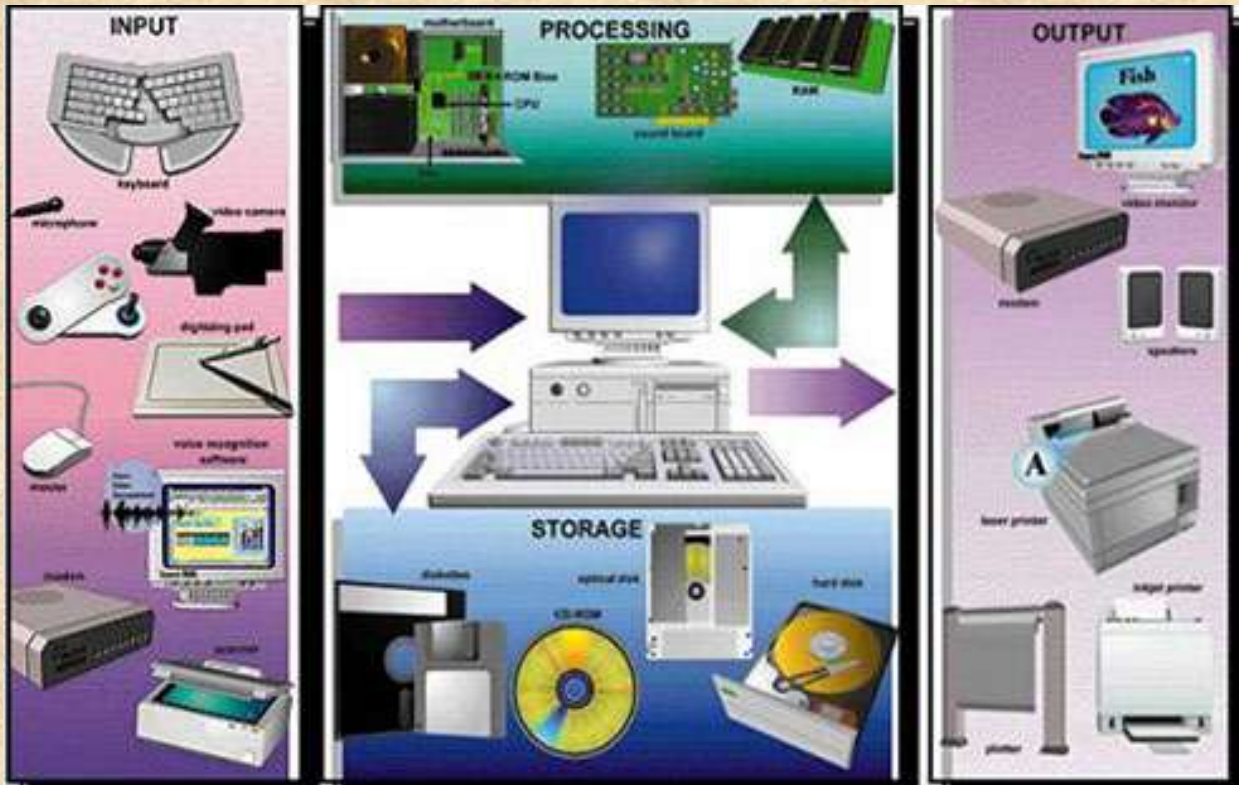 INPUT
keyboard
microphone
video camera
digitizing pad
mouse
voice recognition
software
modem
scanner
PROCESSING
motherboard
ROM Bios
CPU
sound board
RAM
STORAGE
diskettes
optical disk
CD-ROM
hard disk
OUTPUT
Fish
video monitor
modem
speakers
A
laser printer
inkjet printer
plotter